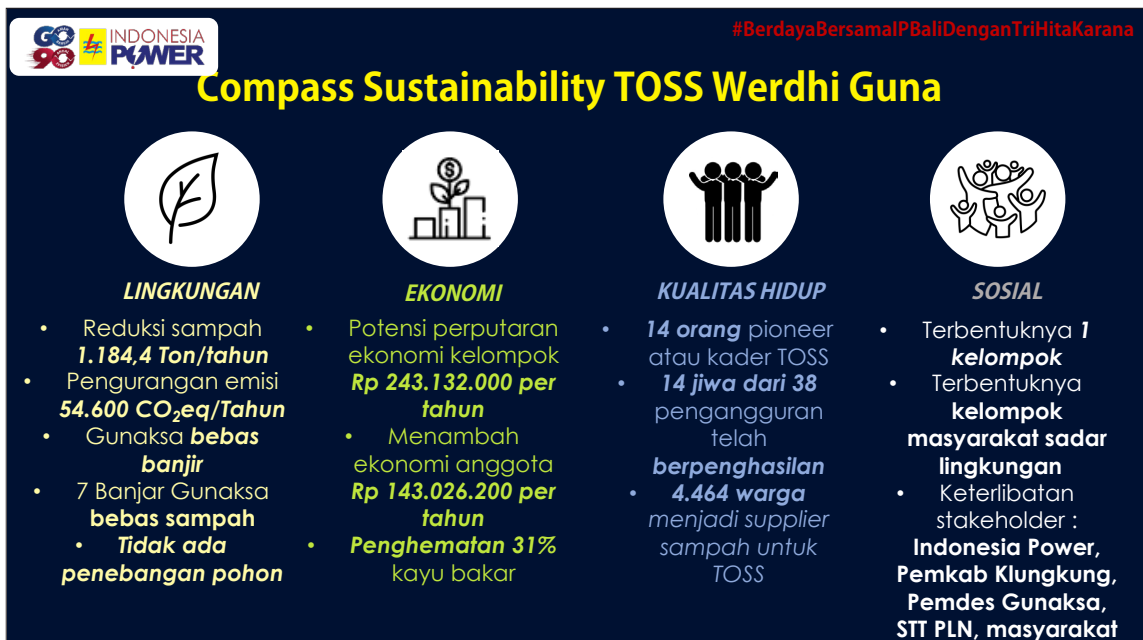 #BerdayaBersamaIPBaliDenganTriHitaKarana
GO 90
INDONESIA
POWER
Compass Sustainability TOSS Werdhi Guna
$
LINGKUNGAN
• Reduksi sampah
1.184,4 Ton/tahun
• Pengurangan emisi
54.600 CO₂eq/Tahun
• Gunaksa bebas
banjir
• 7 Banjar Gunaksa
bebas sampah
• Tidak ada
penebangan pohon
EKONOMI
• Potensi perputaran
ekonomi kelompok
Rp 243.132.000 per
tahun
• Menambah
ekonomi anggota
Rp 143.026.200 per
tahun
• Penghematan 31%
kayu bakar
KUALITAS HIDUP
• 14 orang pioneer
atau kader TOSS
• 14 jiwa dari 38
pengangguran
telah
berpenghasilan
• 4.464 warga
menjadi supplier
sampah untuk
TOSS
SOSIAL
• Terbentuknya 1
kelompok
• Terbentuknya
kelompok
masyarakat sadar
lingkungan
• Keterlibatan
stakeholder :
Indonesia Power,
Pemkab Klungkung,
Pemdes Gunaksa,
STT PLN, masyarakat